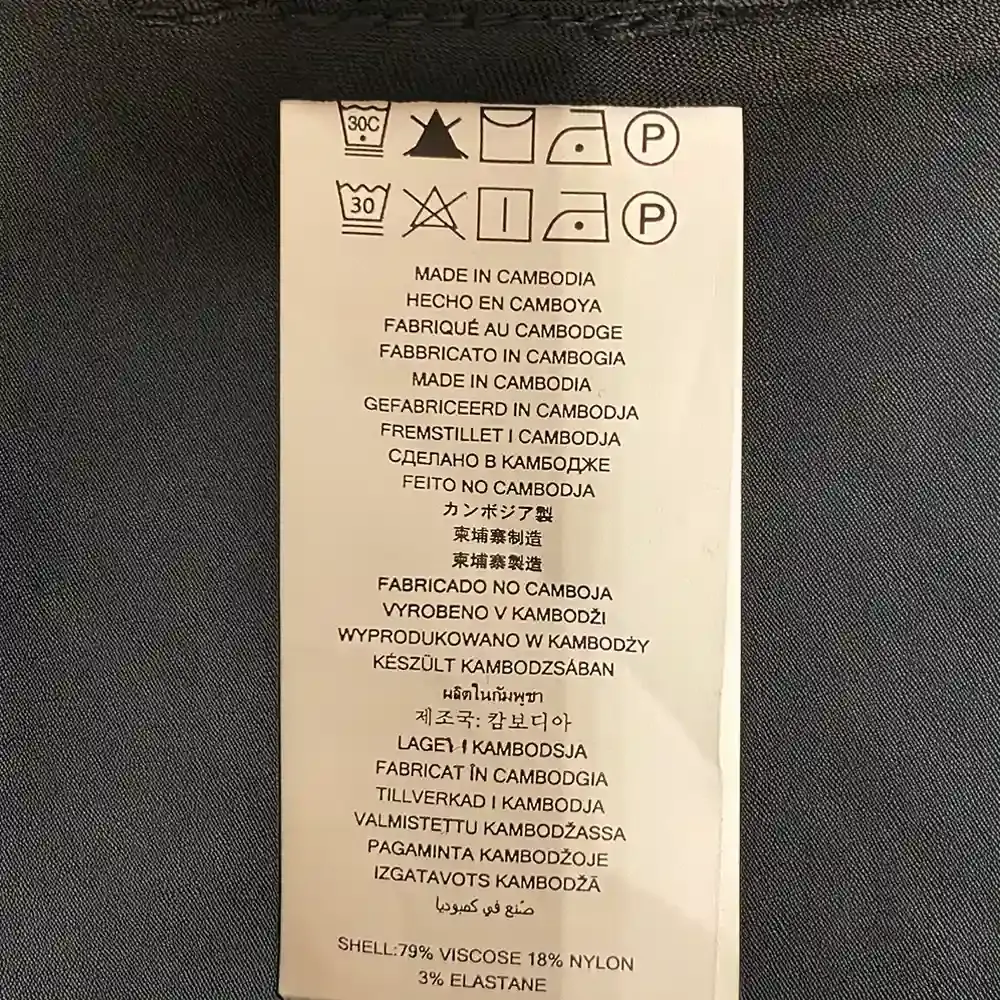 30C P
30 P
MADE IN CAMBODIA
HECHO EN CAMBOYA
FABRIQUÉ AU CAMBODGE
FABBRICATO IN CAMBOGIA
MADE IN CAMBODIA
GEFABRICEERD IN CAMBODJA
FREMSTILLET I CAMBODJA
СДЕЛАНО В КАМБОДЖЕ
FEITO NO CAMBODJA
カンボジア製
柬埔寨制造
柬埔寨製造
FABRICADO NO CAMBOJA
VYROBENO V KAMBODŽI
WYPRODUKOWANO W KAMBODŻY
KÉSZÜLT KAMBODZSÁBAN
ผลิตในกัมพูชา
제조국: 캄보디아
I KAMBODSJA
FABRICAT ÎN CAMBODGIA
TILLVERKAD I KAMBODJA
VALMISTETTU KAMBODŽASSA
PAGAMINTA KAMBODŽOJE
IZGATAVOTS KAMBODŽĀ
صُنع في كمبوديا
SHELL:79% VISCOSE 18% NYLON
3% ELASTANE